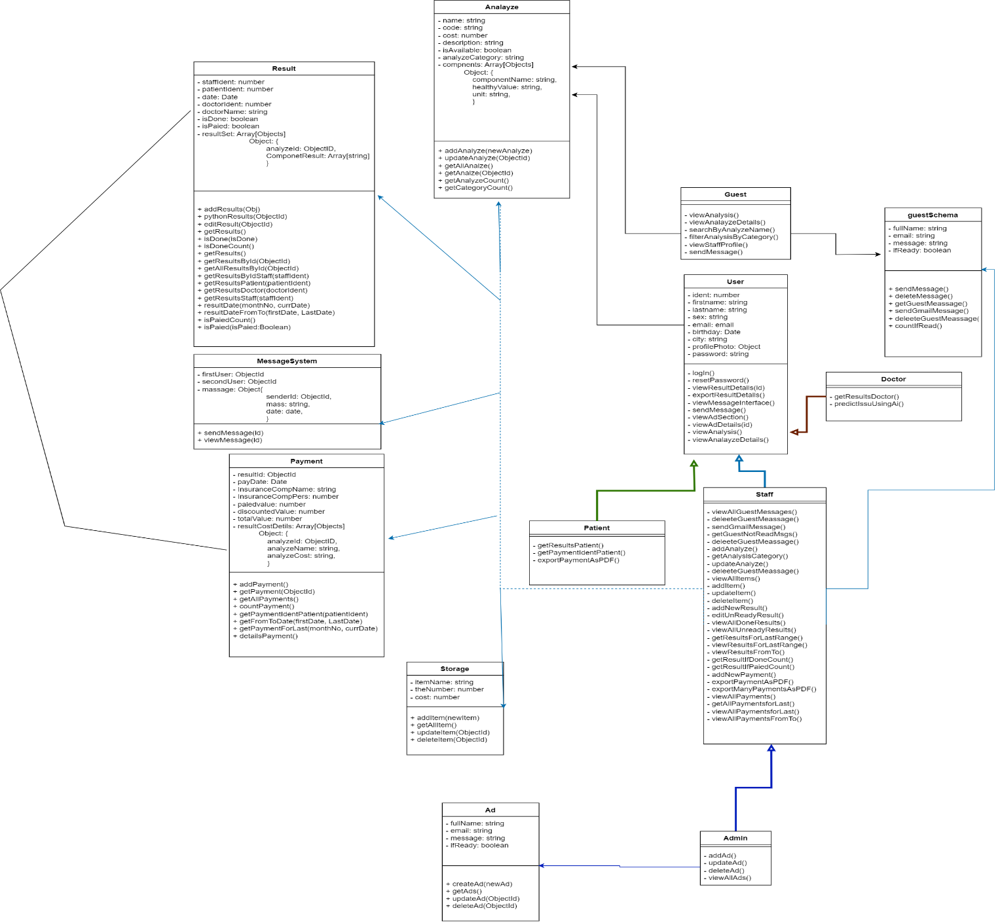 Analayze
- name: string
- code: string
- cost: number
- description: string
- isAvailable: boolean
- analyzeCategory: string
- compnents: Array[Objects]
Object: {
componentName: string,
healthyValue: string,
unit: string,
}
+ addAnalyze(newAnalyze)
+ updateAnalyze(ObjectId)
+ getAllAnaize()
+ getAnaize(ObjectId)
+ getAnalyzeCount()
+ getCategoryCount()
Result
- staffIdent: number
- patientIdent: number
- date: Date
- doctorIdent: number
- doctorName: string
- isDone: boolean
- isPaied: boolean
- resultSet: Array[Objects]
Object: {
analyzeId: ObjectID,
ComponetResult: Array[string]
}
+ addResults(Obj)
+ pythonResults(ObjectId)
+ editResult(ObjectId)
+ getResults()
+ isDone(isDone)
+ isDoneCount()
+ getResults()
+ getResultsById(ObjectId)
+ getAllResultsById(ObjectId)
+ getResultsByIdStaff(staffIdent)
+ getResultsPatient(patientIdent)
+ getResultsDoctor(doctorIdent)
+ getResultsStaff(staffIdent)
+ resultDate(monthNo, currDate)
+ resultDateFromTo(firstDate, LastDate)
+ isPaiedCount()
+ isPaied(isPaied:Boolean)
Guest
- viewAnalysis()
- viewAnalayzeDetails()
- searchByAnalyzeName()
- filterAnalysisByCategory()
- viewStaffProfile()
- sendMessage()
guestSchema
- fullName: string
- email: string
- message: string
- ifReady: boolean
+ sendMessage()
+ deleteMessage()
+ getGuestMeassage()
+ sendGmailMessage()
+ deleeteGuestMeassage(
+ countIfRead()
User
- ident: number
- firstname: string
- lastname: string
- sex: string
- email: email
- birthday: Date
- city: string
- profilePhoto: Object
- password: string
- logIn()
- resetPassword()
- viewResultDetails(id)
- exportResultDetails()
- viewMessageInterface()
- sendMessage()
- viewAdSection()
- viewAdDetails(id)
- viewAnalysis()
- viewAnalayzeDetails()
Doctor
- getResultsDoctor()
- predictIssuUsingAi()
MessageSystem
- firstUser: ObjectId
- secondUser: ObjectId
- massage: Object{
senderId: ObjectId,
mass: string,
date: date,
}
+ sendMessage(Id)
+ viewMessage(Id)
Payment
- resultId: ObjectId
- payDate: Date
- InsuranceCompName: string
- InsuranceCompPers: number
- paiedvalue: number
- discountedValue: number
- totalValue: number
- resultCostDetils: Array[Objects]
Object: {
analyzeId: ObjectID,
analyzeName: string,
analyzeCost: string,
}
+ addPayment()
+ getPayment(ObjectId)
+ getAllPayments()
+ countPayment()
+ getPaymentIdentPatient(patientIdent)
+ getFromToDate(firstDate, LastDate)
+ getPaymentForLast(monthNo, currDate)
+ detailsPayment()
Patient
- getResultsPatient()
- getPaymentIdentPatient()
- exportPaymentAsPDF()
Staff
- viewAllGuestMessages()
- deleeteGuestMeassage()
- sendGmailMessage()
- getGuestNotReadMsgs()
- deleeteGuestMeassage()
- addAnalyze()
- getAnalysisCategory()
- updateAnalyze()
- deleeteGuestMeassage()
- viewAllItems()
- addItem()
- updateItem()
- deleteItem()
- addNewResult()
- editUnReadyResult()
- viewAllDoneResults()
- viewAllUnreadyResults()
- getResultsForLastRange()
- viewResultsForLastRange()
- viewResultsFromTo()
- getResultIfDoneCount()
- getResultIfPaiedCount()
- addNewPayment()
- exportPaymentAsPDF()
- exportManyPaymentsAsPDF()
- viewAllPayments()
- getAllPaymentsforLast()
- viewAllPaymentsforLast()
- viewAllPaymentsFromTo()
Storage
- itemName: string
- theNumber: number
- cost: number
+ addItem(newItem)
+ getAllItem()
+ updateItem(ObjectId)
+ deleteItem(ObjectId)
Ad
- fullName: string
- email: string
- message: string
- ifReady: boolean
+ createAd(newAd)
+ getAds()
+ updateAd(ObjectId)
+ deleteAd(ObjectId)
Admin
- addAd()
- updateAd()
- deleteAd()
- viewAllAds()